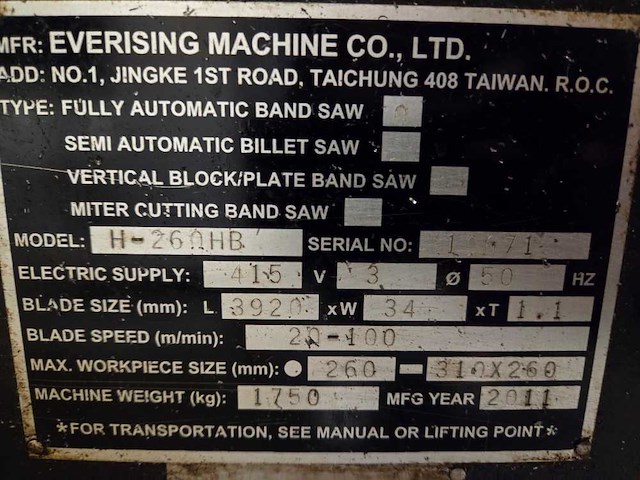 MFR: EVERISING MACHINE CO., LTD.
ADD: NO.1, JINGKE 1ST ROAD, TAICHUNG 408 TAIWAN. R.O.C.
TYPE: FULLY AUTOMATIC BAND SAW
SEMI AUTOMATIC BILLET SAW
VERTICAL BLOCK/PLATE BAND SAW
MITER CUTTING BAND SAW
MODEL: H-260HB SERIAL NO:
ELECTRIC SUPPLY: 415 V 3 Ø 50 HZ
BLADE SIZE (mm): L 3920 xW 34 xT 1.1
BLADE SPEED (m/min): 20-100
MAX. WORKPIECE SIZE (mm): ● 260 ▬ 310X260
MACHINE WEIGHT (kg): 1750 MFG YEAR 2011
*FOR TRANSPORTATION, SEE MANUAL OR LIFTING POINT*